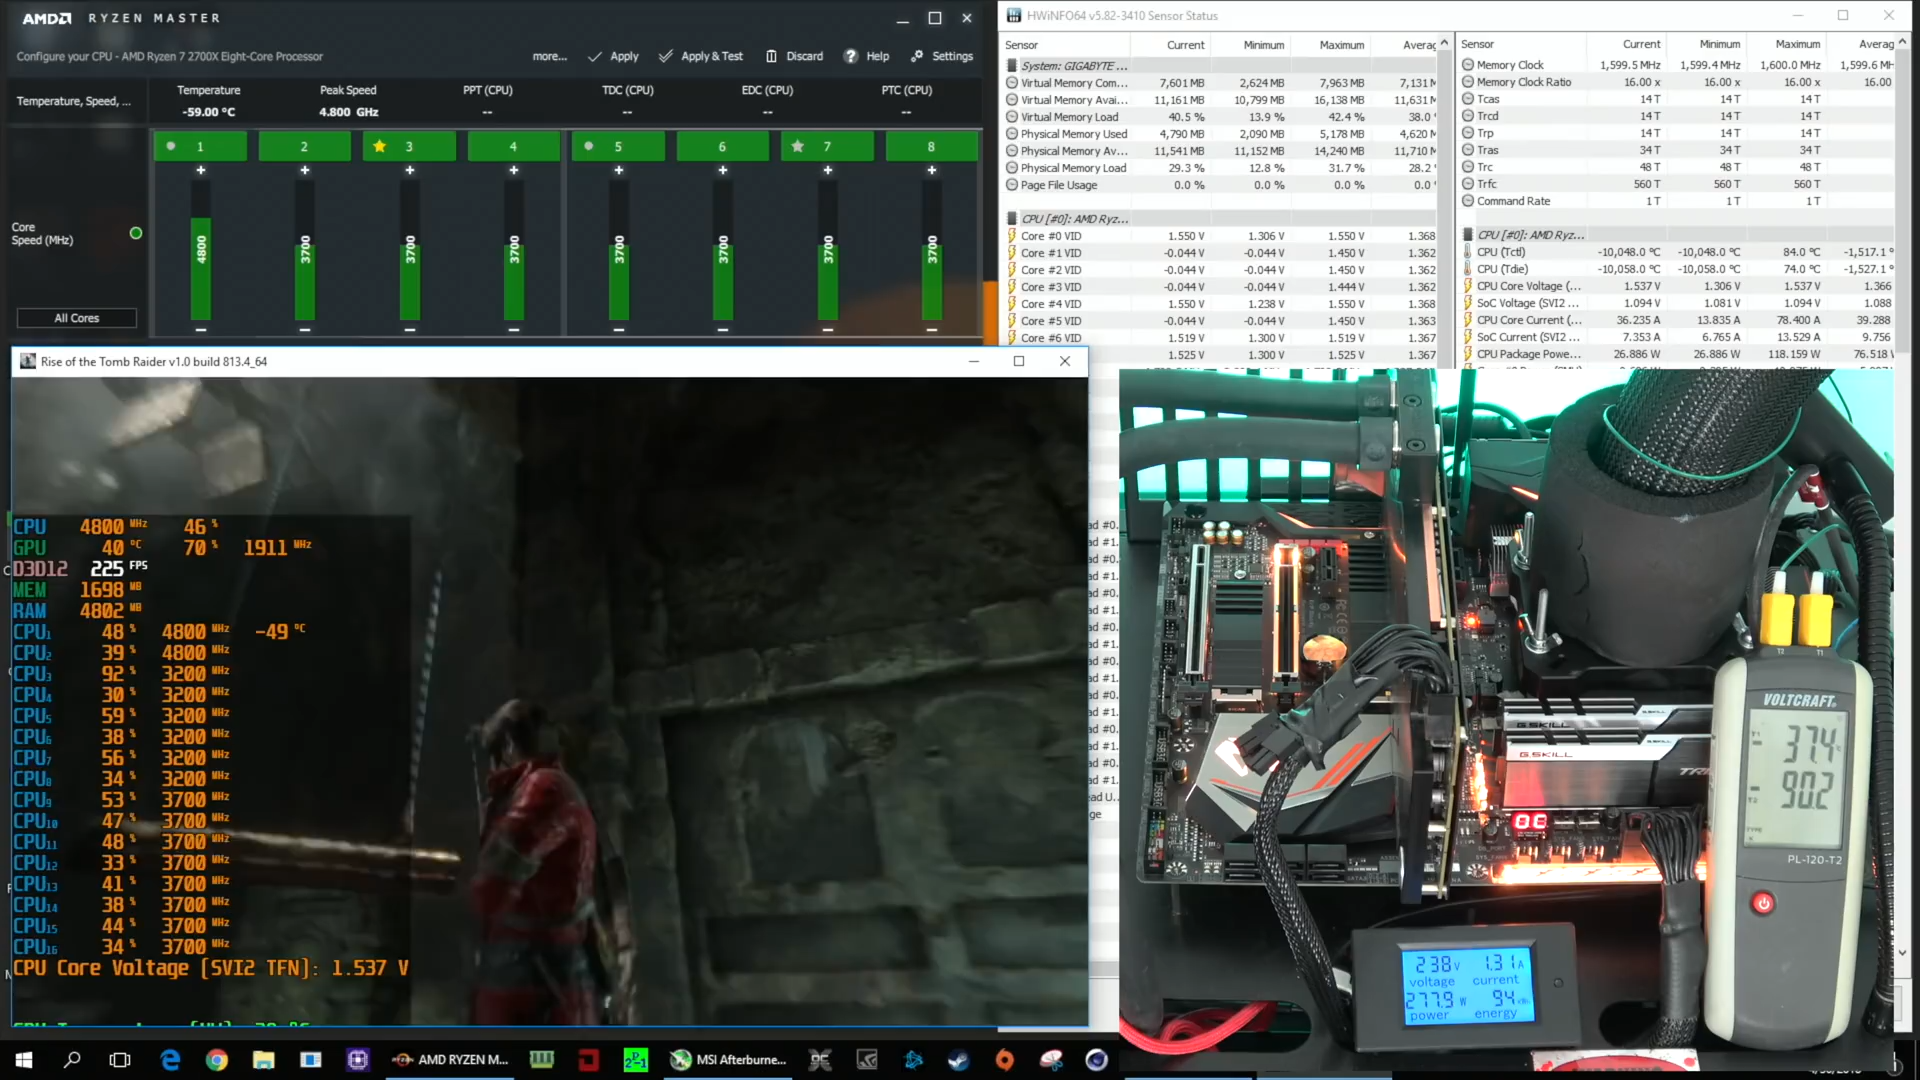 AMD RYZEN MASTER
Configure your CPU - AMD Ryzen 7 2700X Eight-Core Processor
more... Apply Apply & Test Discard Help Settings
Temperature, Speed, ...
Temperature Peak Speed PPT (CPU) TDC (CPU) EDC (CPU) PTC (CPU)
-59.00 °C 4.800 GHz -- -- -- --
1 2 3 4 5 6 7 8
Core
Speed (MHz)
4800 3700 3700 3700 3700 3700 3700 3700
All Cores
HWiNFO64 v5.82-3410 Sensor Status
Sensor Current Minimum Maximum Averag
System: GIGABYTE ...
Virtual Memory Com... 7,601 MB 2,624 MB 7,963 MB 7,131 M
Virtual Memory Avai... 11,161 MB 10,799 MB 16,138 MB 11,631 M
Virtual Memory Load 40.5 % 13.9 % 42.4 % 38.0
Physical Memory Used 4,790 MB 2,090 MB 5,178 MB 4,620 M
Physical Memory Av... 11,541 MB 11,152 MB 14,240 MB 11,710 M
Physical Memory Load 29.3 % 12.8 % 31.7 % 28.2
Page File Usage 0.0 % 0.0 % 0.0 % 0.0
CPU [#0]: AMD Ryz...
Core #0 VID 1.550 V 1.306 V 1.550 V 1.368
Core #1 VID -0.044 V -0.044 V 1.450 V 1.362
Core #2 VID -0.044 V -0.044 V 1.450 V 1.362
Core #3 VID -0.044 V -0.044 V 1.444 V 1.362
Core #4 VID 1.550 V 1.238 V 1.550 V 1.368
Core #5 VID -0.044 V -0.044 V 1.450 V 1.363
Core #6 VID 1.519 V 1.300 V 1.519 V 1.367
1.525 V 1.300 V 1.525 V 1.367
Sensor Current Minimum Maximum Averag
Memory Clock 1,599.5 MHz 1,599.4 MHz 1,600.0 MHz 1,599.6 MH
Memory Clock Ratio 16.00 x 16.00 x 16.00 x 16.00
Tcas 14 T 14 T 14 T
Trcd 14 T 14 T 14 T
Trp 14 T 14 T 14 T
Tras 34 T 34 T 34 T
Trc 48 T 48 T 48 T
Trfc 560 T 560 T 560 T
Command Rate 1 T 1 T 1 T
CPU [#0]: AMD Ryz...
CPU (Tctl) -10,048.0 °C -10,048.0 °C 84.0 °C -1,517.1 °
CPU (Tdie) -10,058.0 °C -10,058.0 °C 74.0 °C -1,527.1 °
CPU Core Voltage (... 1.537 V 1.306 V 1.537 V 1.366
SoC Voltage (SVI2 ... 1.094 V 1.081 V 1.094 V 1.088
CPU Core Current (... 36.235 A 13.835 A 78.400 A 39.288
SoC Current (SVI2 ... 7.353 A 6.765 A 13.529 A 9.756
CPU Package Powe... 26.886 W 26.886 W 118.159 W 76.518
Rise of the Tomb Raider v1.0 build 813.4_64
CPU 4800 MHz 46 %
GPU 40 °C 70 % 1911 MHz
D3D12 225 FPS
MEM 1698 MB
RAM 4802 MB
CPU1 48 % 4800 MHz -49 °C
CPU2 39 % 4800 MHz
CPU3 92 % 3200 MHz
CPU4 30 % 3200 MHz
CPU5 59 % 3200 MHz
CPU6 38 % 3200 MHz
CPU7 56 % 3200 MHz
CPU8 34 % 3200 MHz
CPU9 53 % 3700 MHz
CPU10 47 % 3700 MHz
CPU11 48 % 3700 MHz
CPU12 33 % 3700 MHz
CPU13 41 % 3700 MHz
CPU14 38 % 3700 MHz
CPU15 44 % 3700 MHz
CPU16 34 % 3700 MHz
CPU Core Voltage [SVI2 TFN]: 1.537 V
G.SKILL
G.SKILL
T2 T1
VOLTCRAFT
37.4
90.2
PL-120-T2
238 V 1.31 A
voltage current
277.9 W 94
power energy
AMD RYZEN M... MSI Afterburne...